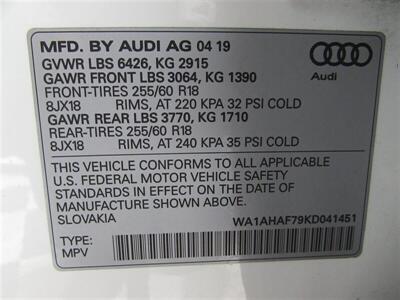 MFD. BY AUDI AG 04 19
GVWR LBS 6426, KG 2915
GAWR FRONT LBS 3064, KG 1390
FRONT-TIRES 255/60 R18
8JX18 RIMS, AT 220 KPA 32 PSI COLD
GAWR REAR LBS 3770, KG 1710
REAR-TIRES 255/60 R18
8JX18 RIMS, AT 240 KPA 35 PSI COLD
Audi
THIS VEHICLE CONFORMS TO ALL APPLICABLE
U.S. FEDERAL MOTOR VEHICLE SAFETY
STANDARDS IN EFFECT ON THE DATE OF
MANUFACTURE SHOWN ABOVE.
SLOVAKIA WA1AHAF79KD041451
TYPE:
MPV